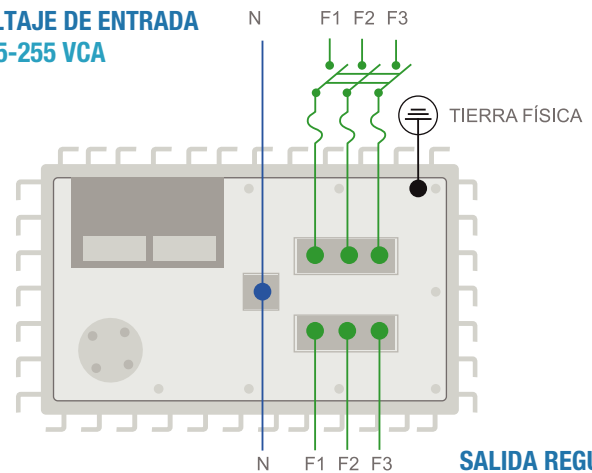 LTAJE DE ENTRADA
5-255 VCA
N F1 F2 F3
TIERRA FÍSICA
N F1 F2 F3
SALIDA REGU